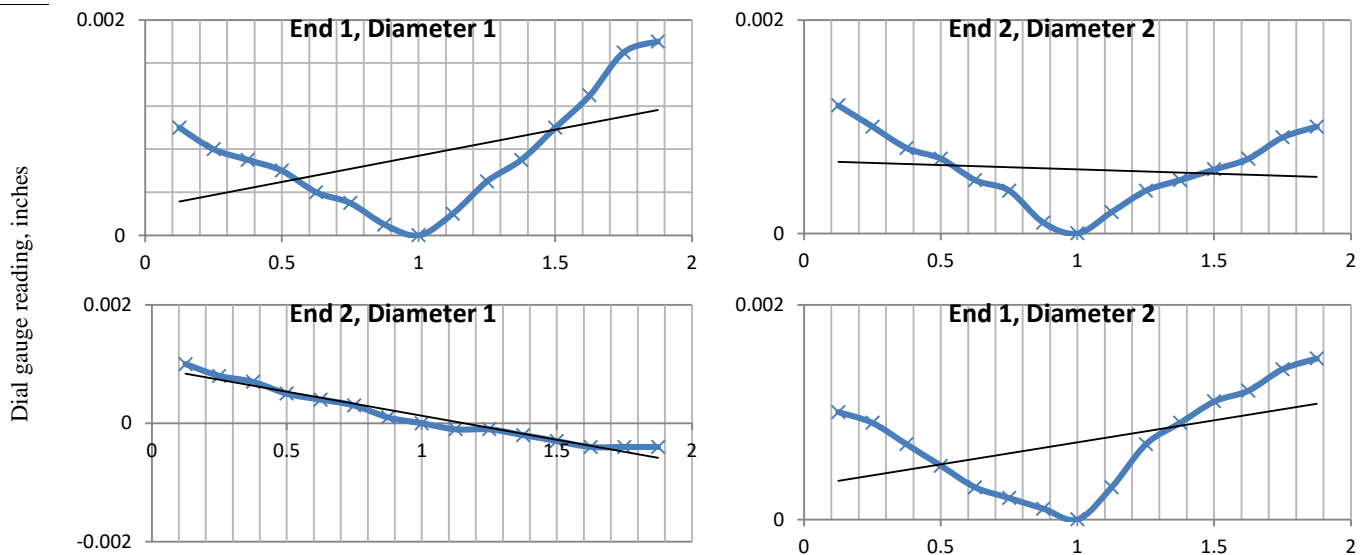 Dial gauge reading, inches
End 1, Diameter 1
0.002
0
0 0.5 1 1.5 2
End 2, Diameter 2
0.002
0
0 0.5 1 1.5 2
End 2, Diameter 1
0.002
0
-0.002
0 0.5 1 1.5 2
End 1, Diameter 2
0.002
0
0 0.5 1 1.5 2